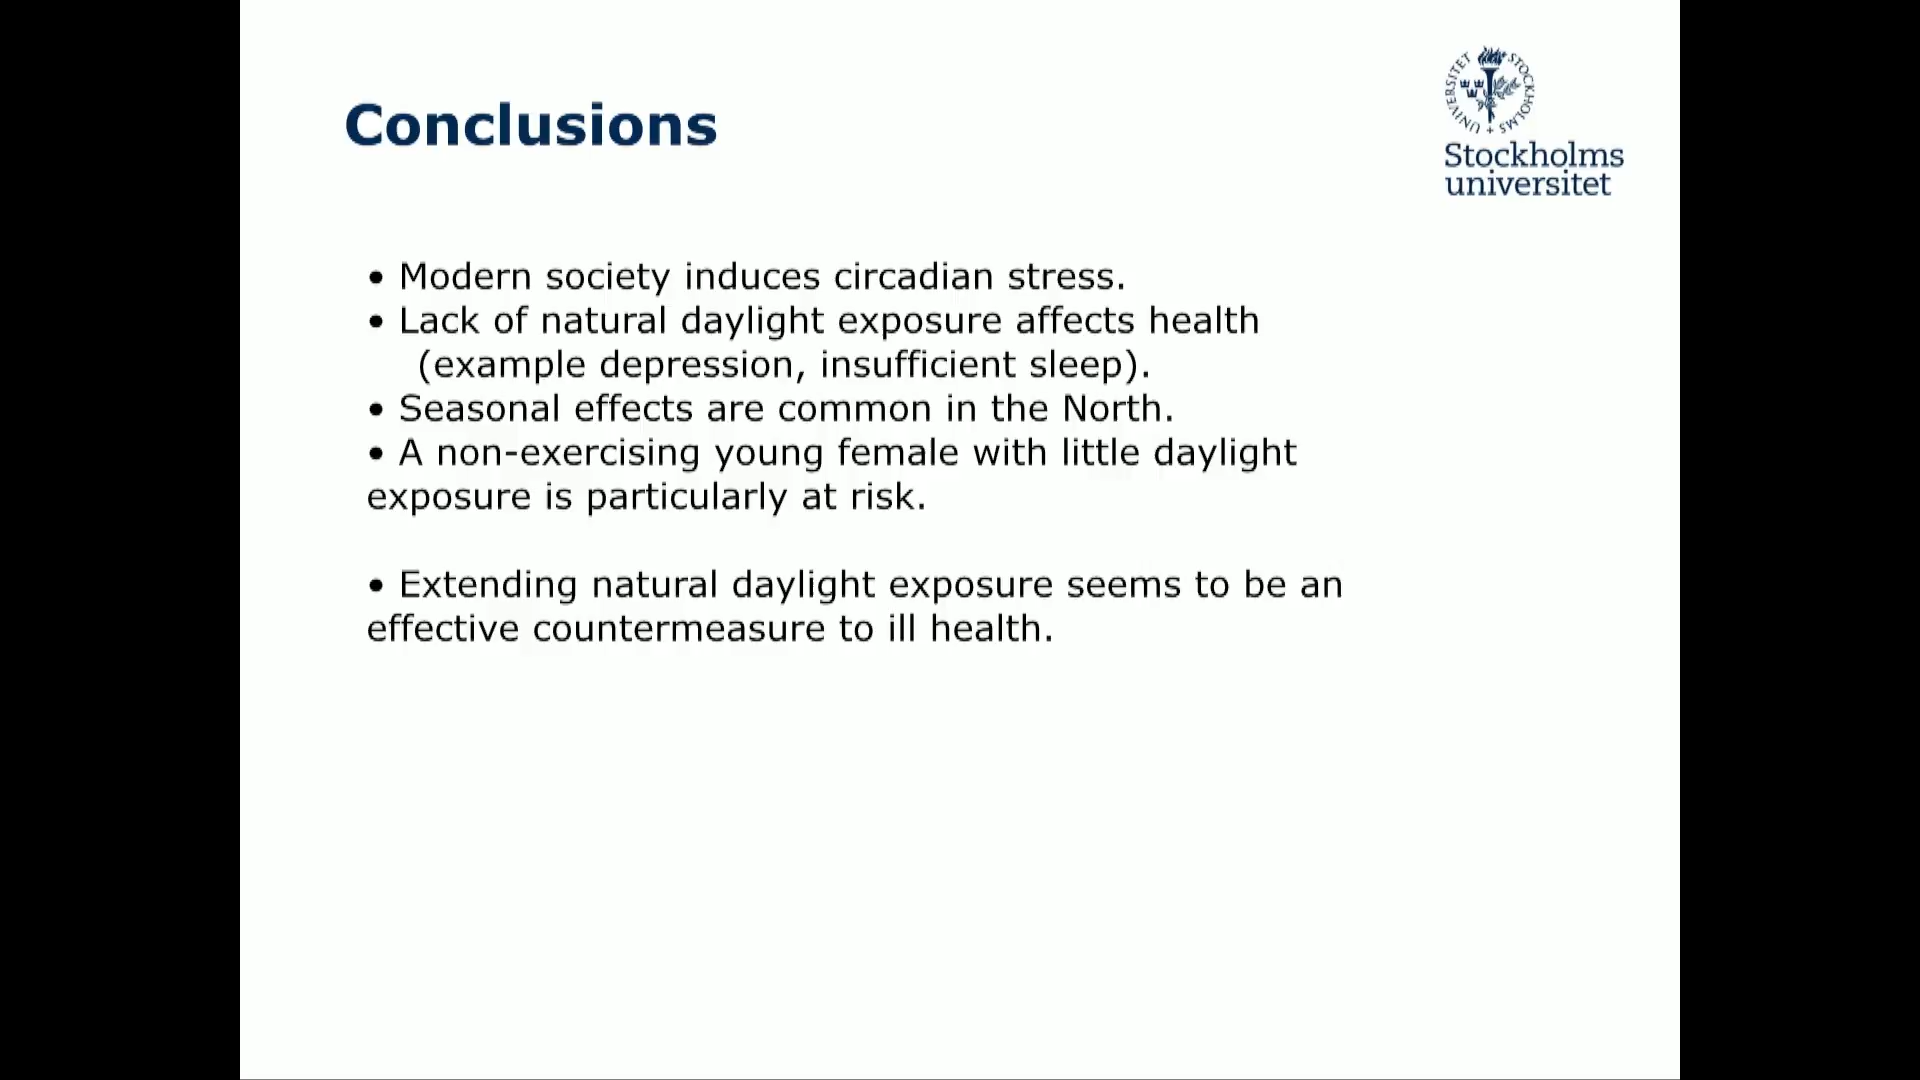 Conclusions
UNIVERSITET + STOCKHOLMS
Stockholms
universitet
• Modern society induces circadian stress.
• Lack of natural daylight exposure affects health
(example depression, insufficient sleep).
• Seasonal effects are common in the North.
• A non-exercising young female with little daylight
exposure is particularly at risk.
• Extending natural daylight exposure seems to be an
effective countermeasure to ill health.